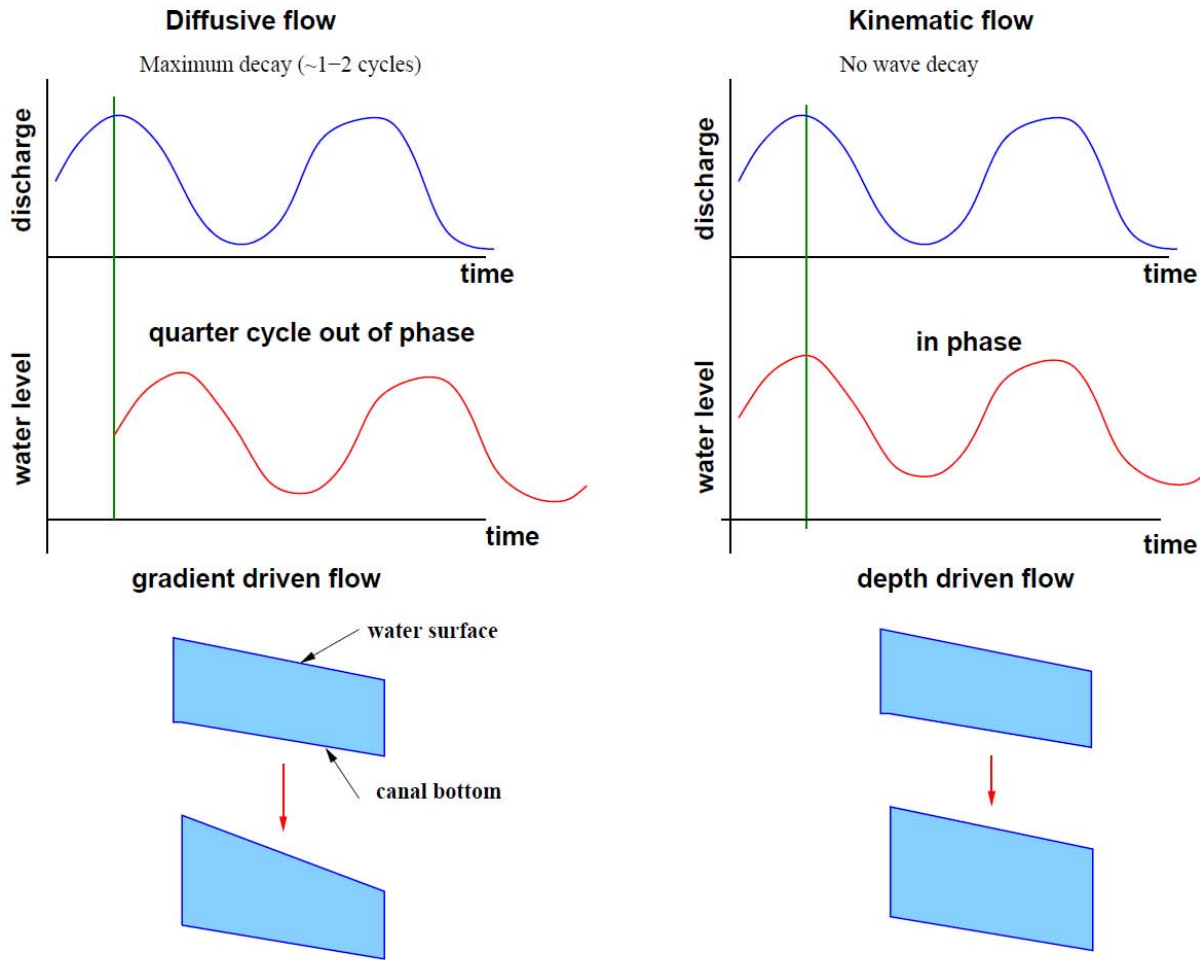 Diffusive flow
Maximum decay (~1−2 cycles)
discharge
time
quarter cycle out of phase
water level
time
gradient driven flow
water surface
canal bottom
Kinematic flow
No wave decay
discharge
time
in phase
water level
time
depth driven flow